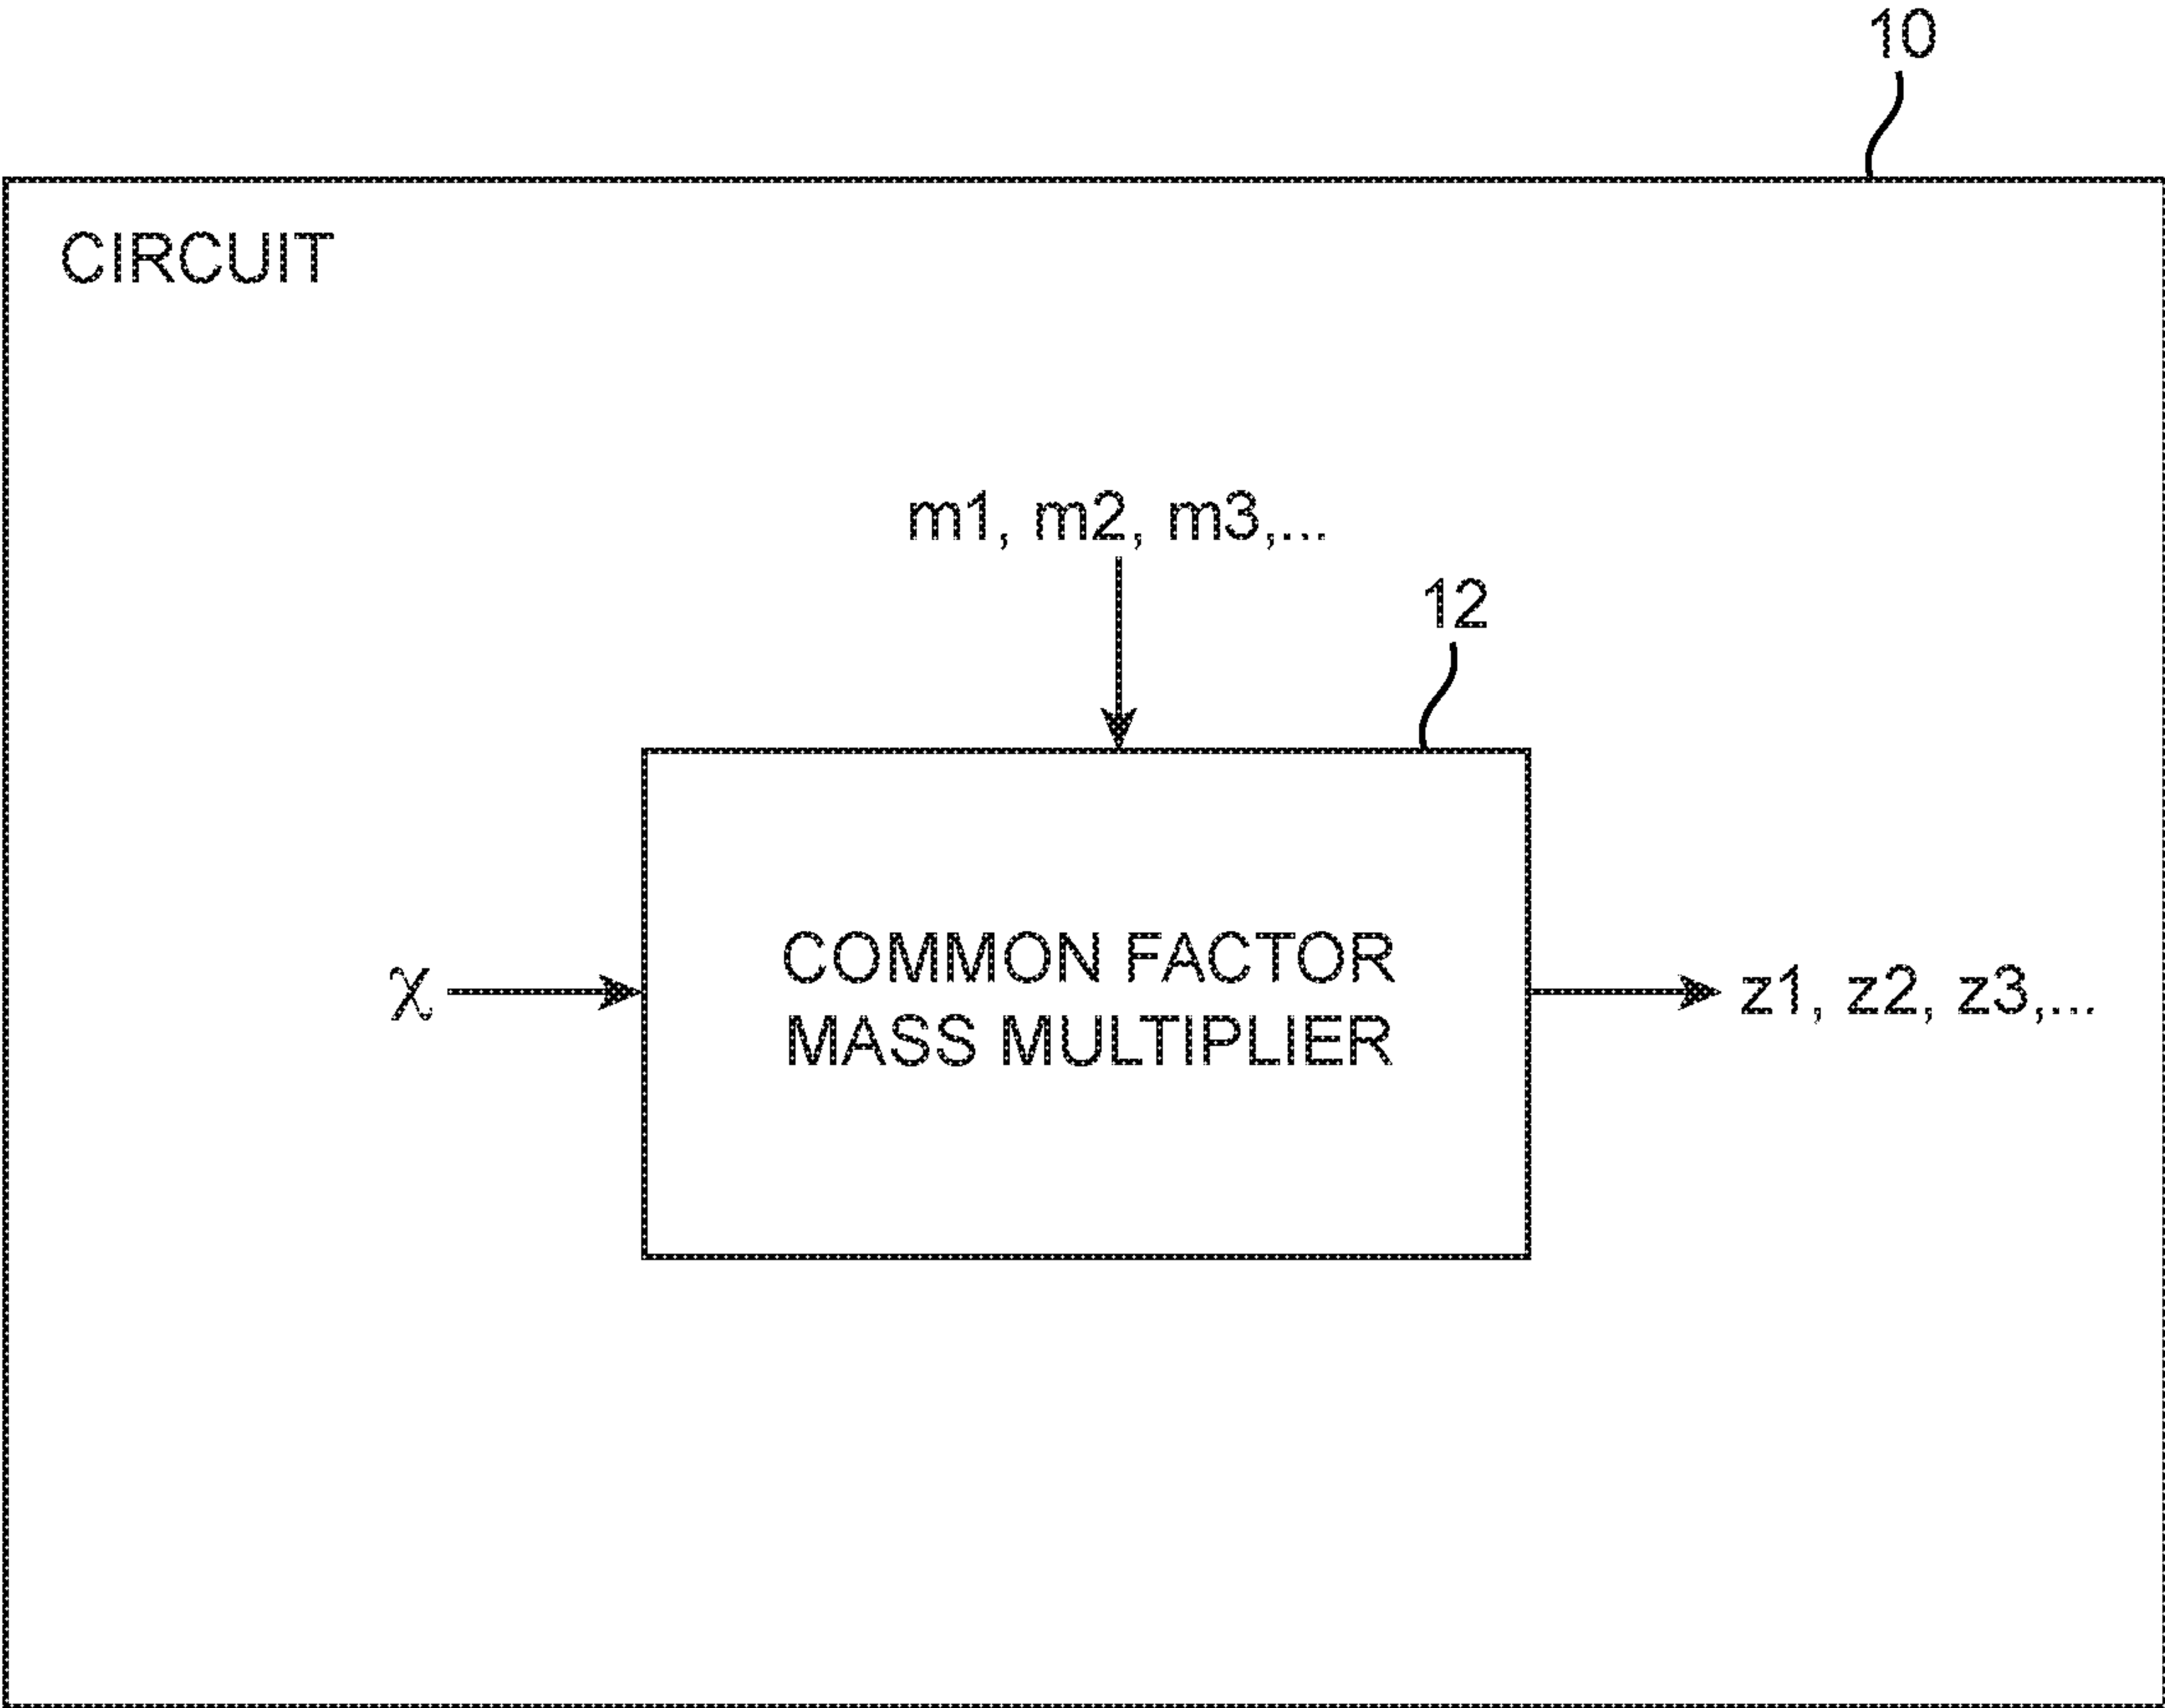 10
CIRCUIT
m1, m2, m3,...
12
χ
COMMON FACTOR
MASS MULTIPLIER
z1, z2, z3,...